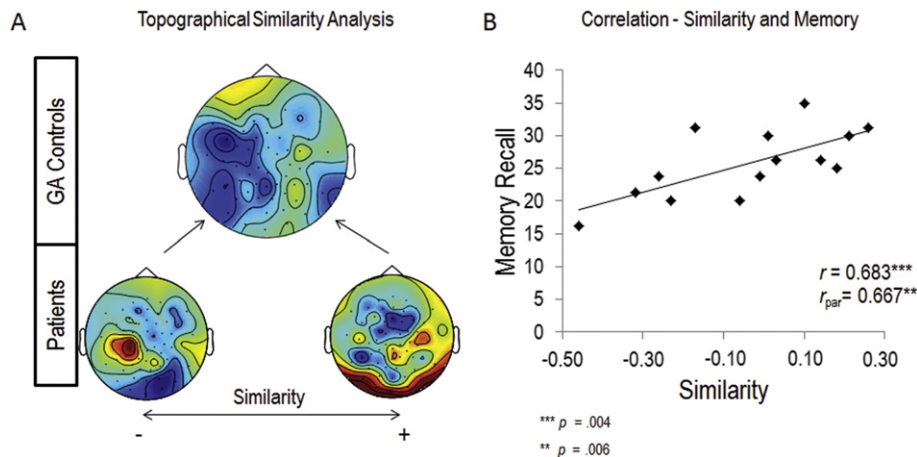 A
Topographical Similarity Analysis
GA Controls
Patients
Similarity
-
+
B
Correlation - Similarity and Memory
Memory Recall
40
35
30
25
20
15
10
5
0
-0.50
-0.30
-0.10
0.10
0.30
r = 0.683***
rpar= 0.667**
Similarity
*** p = .004
** p = .006